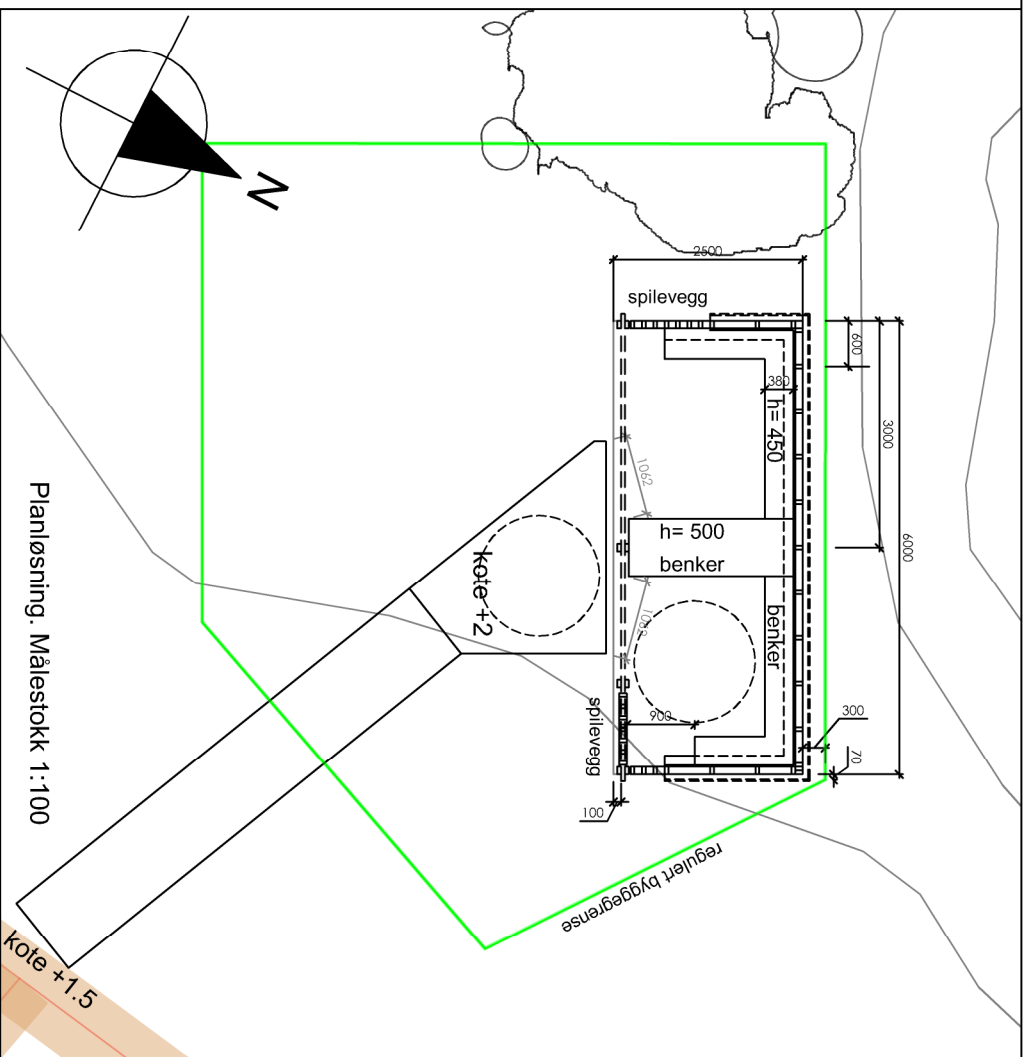 N
2500
spilevegg
600
380
h= 450
3000
1062
6000
h= 500
benker
kote +2
benker
1062
spilevegg
900
300
70
100
regulert byggegrense
Planløsning. Målestokk 1:100
kote +1.5